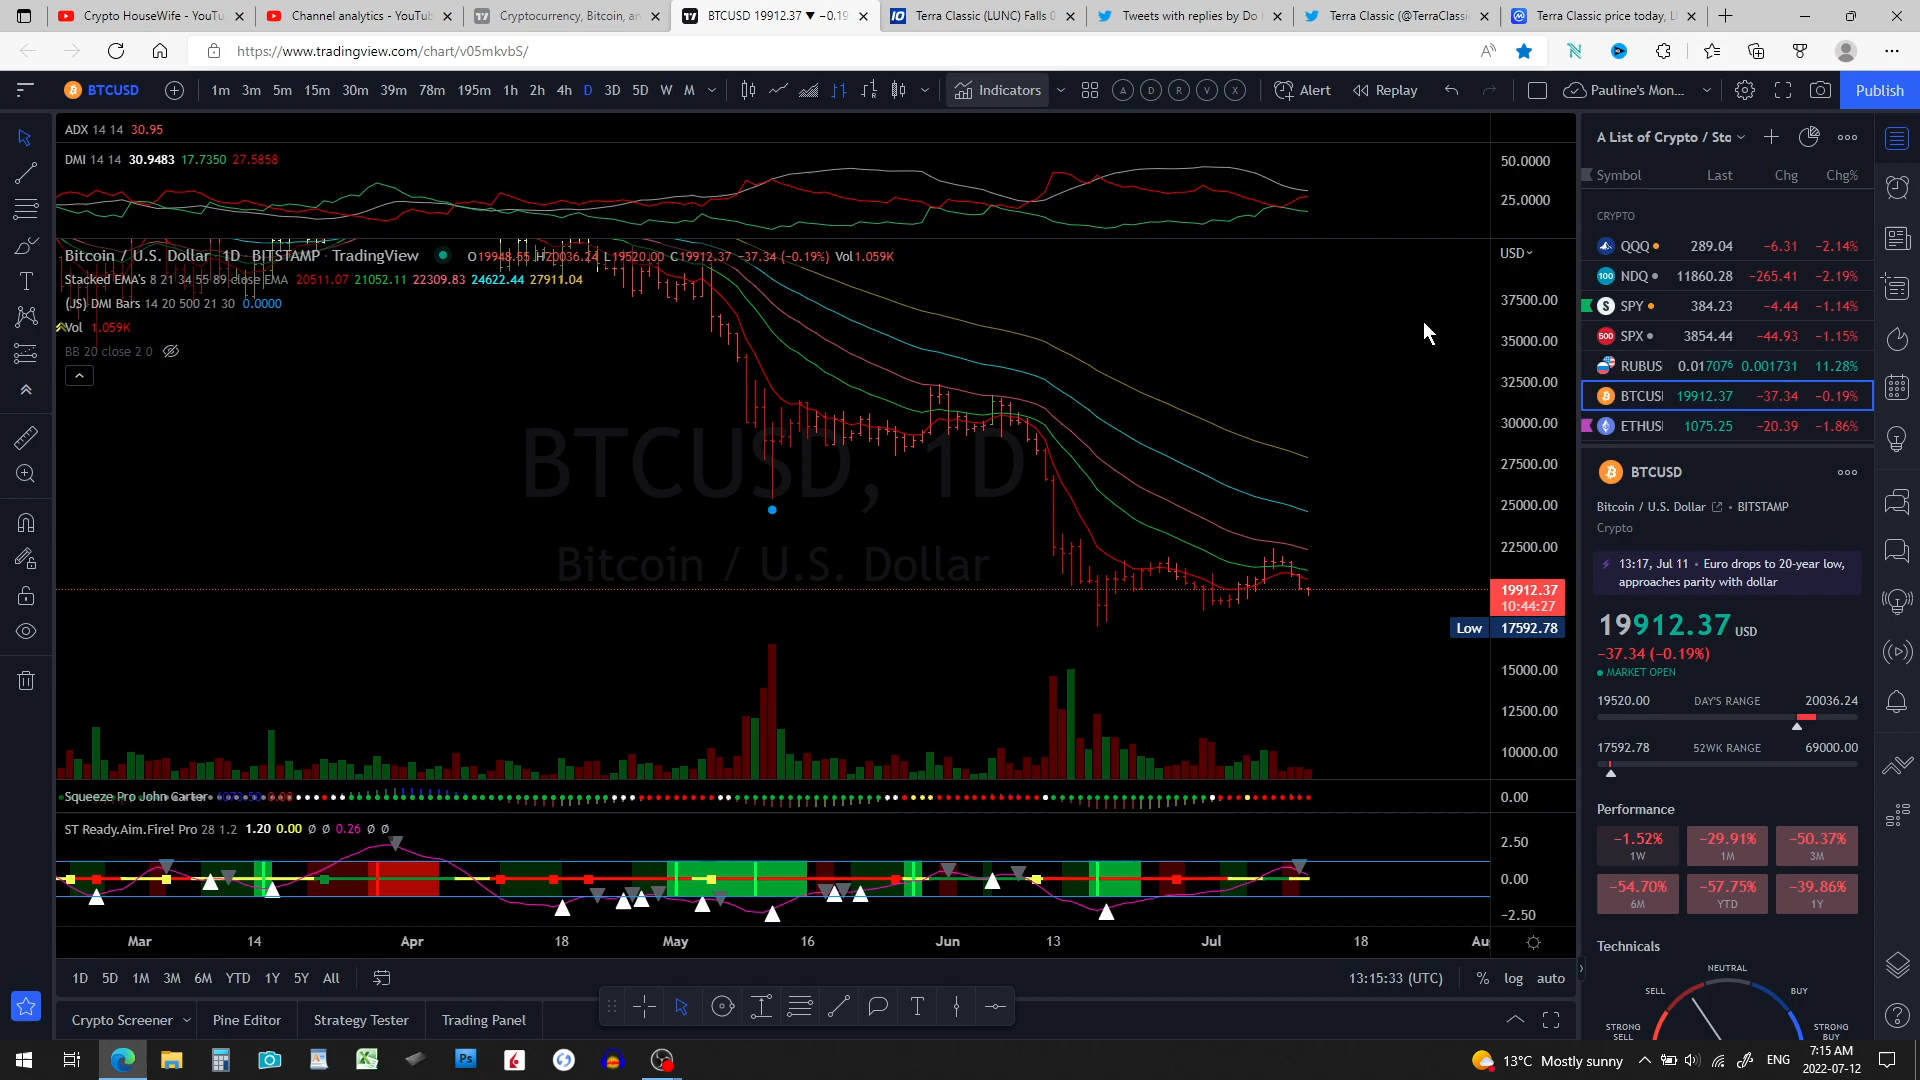 Crypto HouseWife - YouTu
Channel analytics - YouTub
Cryptocurrency, Bitcoin, an
BTCUSD 19912.37 ▼ −0.19
Terra Classic (LUNC) Falls 0
Tweets with replies by Do
Terra Classic (@TerraClassi
Terra Classic price today, L
https://www.tradingview.com/chart/v05mkvbS/
BTCUSD 1m 3m 5m 15m 30m 39m 78m 195m 1h 2h 4h D 3D 5D W M Indicators A D R V X Alert Replay Pauline's Mon... Publish
ADX 14 14 30.95
DMI 14 14 30.9483 17.7350 27.5858
50.0000
25.0000
Bitcoin / U.S. Dollar · 1D · BITSTAMP · TradingView O19948.55 H20036.24 L19520.00 C19912.37 −37.34 (−0.19%) Vol1.059K
Stacked EMA's 8 21 34 55 89 close EMA 20511.07 21052.11 22309.83 24622.44 27911.04
(JS) DMI Bars 14 20 500 21 30 0.0000
Vol 1.059K
BB 20 close 2 0
USD
37500.00
35000.00
32500.00
30000.00
27500.00
25000.00
22500.00
19912.37
10:44:27
Low 17592.78
15000.00
12500.00
10000.00
BTCUSD, 1D
Bitcoin / U.S. Dollar
Squeeze Pro John Carter
0.00
ST Ready.Aim.Fire! Pro 28 1.2 1.20 0.00 ∅ ∅ 0.26 ∅ ∅
2.50
0.00
−2.50
Mar 14 Apr 18 May 16 Jun 13 Jul 18 Au
1D 5D 1M 3M 6M YTD 1Y 5Y All
13:15:33 (UTC) % log auto
Crypto Screener Pine Editor Strategy Tester Trading Panel
A List of Crypto / Sto
Symbol Last Chg Chg%
CRYPTO
QQQ 289.04 −6.31 −2.14%
NDQ 11860.28 −265.41 −2.19%
SPY 384.23 −4.44 −1.14%
SPX 3854.44 −44.93 −1.15%
RUBUS 0.017076 0.001731 11.28%
BTCUSI 19912.37 −37.34 −0.19%
ETHUSI 1075.25 −20.39 −1.86%
BTCUSD
Bitcoin / U.S. Dollar • BITSTAMP
Crypto
13:17, Jul 11 • Euro drops to 20-year low,
approaches parity with dollar
19912.37 USD
−37.34 (−0.19%)
MARKET OPEN
19520.00 DAY'S RANGE 20036.24
17592.78 52WK RANGE 69000.00
Performance
−1.52% −29.91% −50.37%
1W 1M 3M
−54.70% −57.75% −39.86%
6M YTD 1Y
Technicals
NEUTRAL
SELL BUY
STRONG SELL
STRONG BUY
Ps
13°C Mostly sunny ENG
7:15 AM
2022-07-12